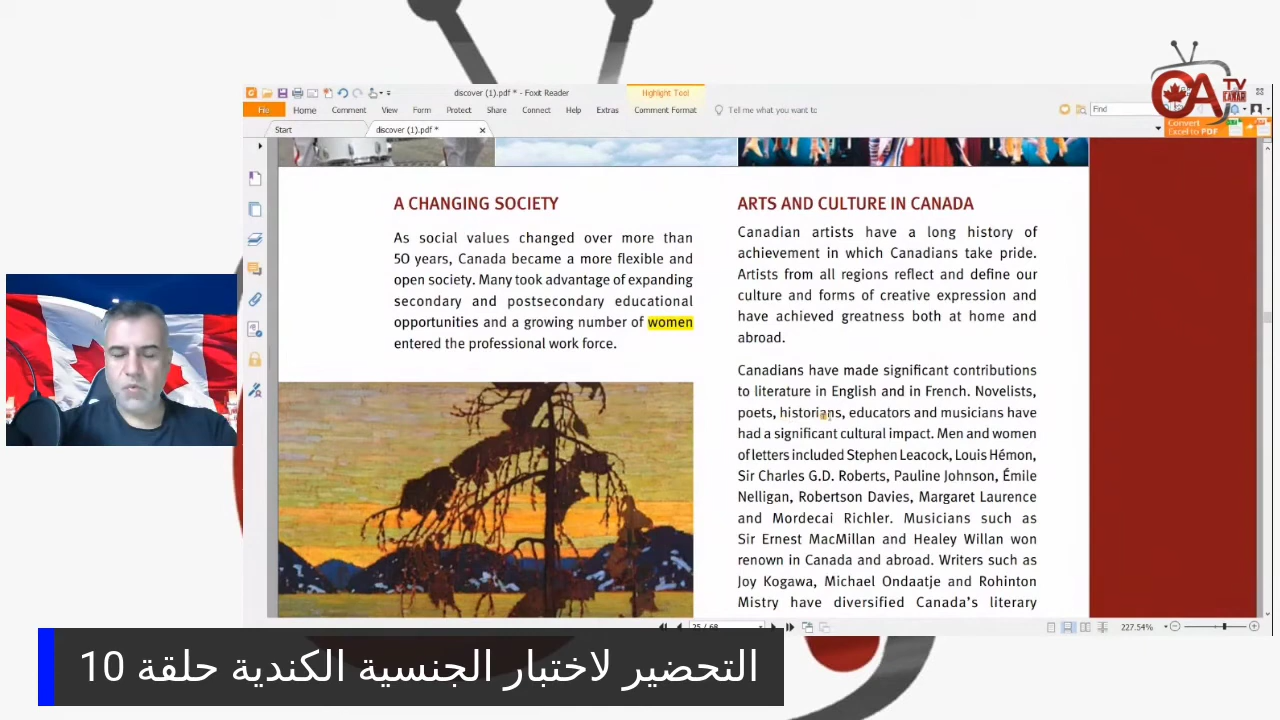 CA TV
KANAR
discover (1).pdf * - Foxit Reader
Highlight Tool
File Home Comment View Form Protect Share Connect Help Extras Comment Format Tell me what you want to Find
Convert
Excel to PDF
Start discover (1).pdf *
A CHANGING SOCIETY
As social values changed over more than
50 years, Canada became a more flexible and
open society. Many took advantage of expanding
secondary and postsecondary educational
opportunities and a growing number of women
entered the professional work force.
ARTS AND CULTURE IN CANADA
Canadian artists have a long history of
achievement in which Canadians take pride.
Artists from all regions reflect and define our
culture and forms of creative expression and
have achieved greatness both at home and
abroad.
Canadians have made significant contributions
to literature in English and in French. Novelists,
poets, historians, educators and musicians have
had a significant cultural impact. Men and women
of letters included Stephen Leacock, Louis Hémon,
Sir Charles G.D. Roberts, Pauline Johnson, Émile
Nelligan, Robertson Davies, Margaret Laurence
and Mordecai Richler. Musicians such as
Sir Ernest MacMillan and Healey Willan won
renown in Canada and abroad. Writers such as
Joy Kogawa, Michael Ondaatje and Rohinton
Mistry have diversified Canada's literary
25 / 68
227.54%
التحضير لاختبار الجنسية الكندية حلقة 10